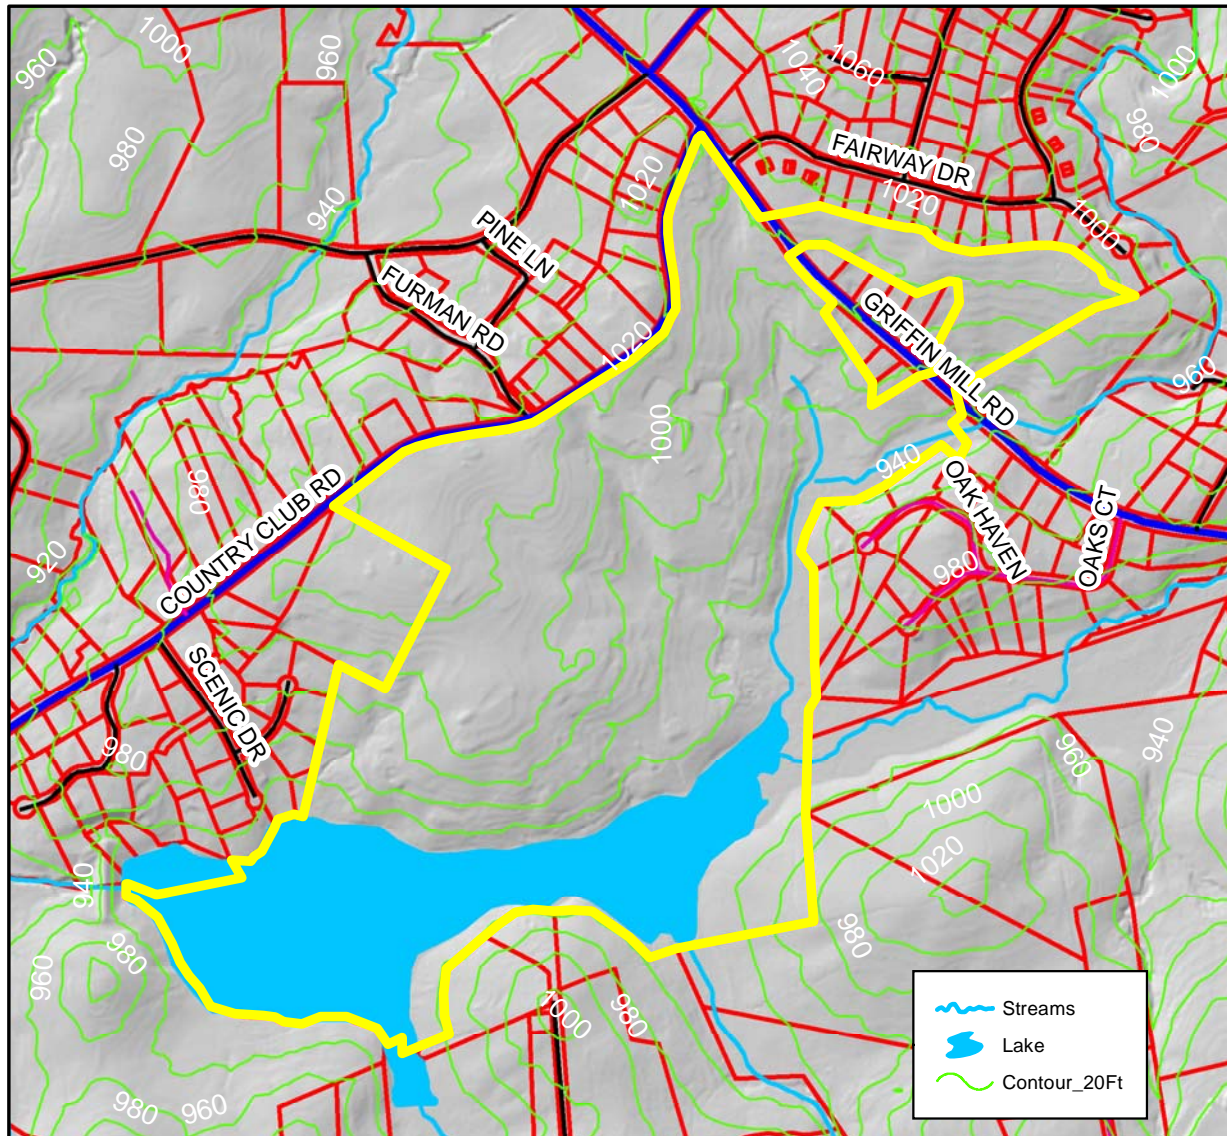 960
1000
960
1040
1060
1000
980
980
FAIRWAY DR
1020
1020
940
1000
PINE LN
FURMAN RD
GRIFFIN MILL RD
1020
960
1000
940
980
COUNTRY CLUB RD
OAK HAVEN
OAKS CT
920
980
SCENIC DR
980
960
940
1000
1020
940
980
980
960
1000
980
980
960
Streams
Lake
Contour_20Ft